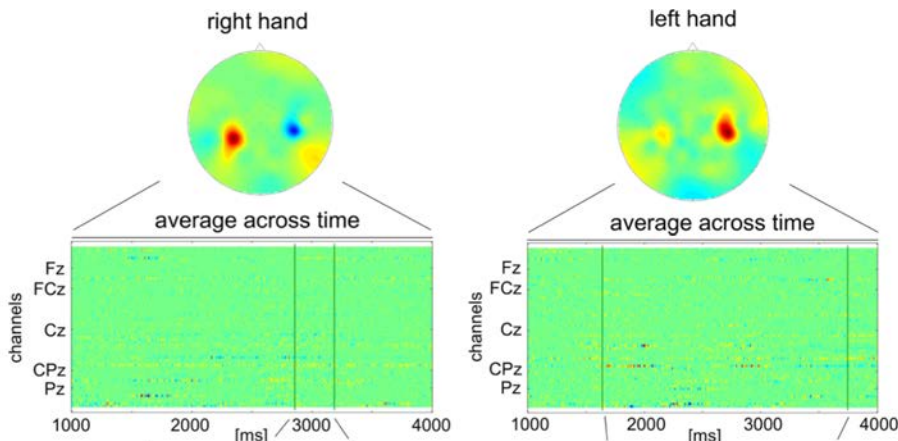 right hand
left hand
average across time
average across time
channels
Fz
FCz
Cz
CPz
Pz
1000 2000 3000 4000
[ms]
channels
Fz
FCz
Cz
CPz
Pz
1000 2000 3000 4000
[ms]